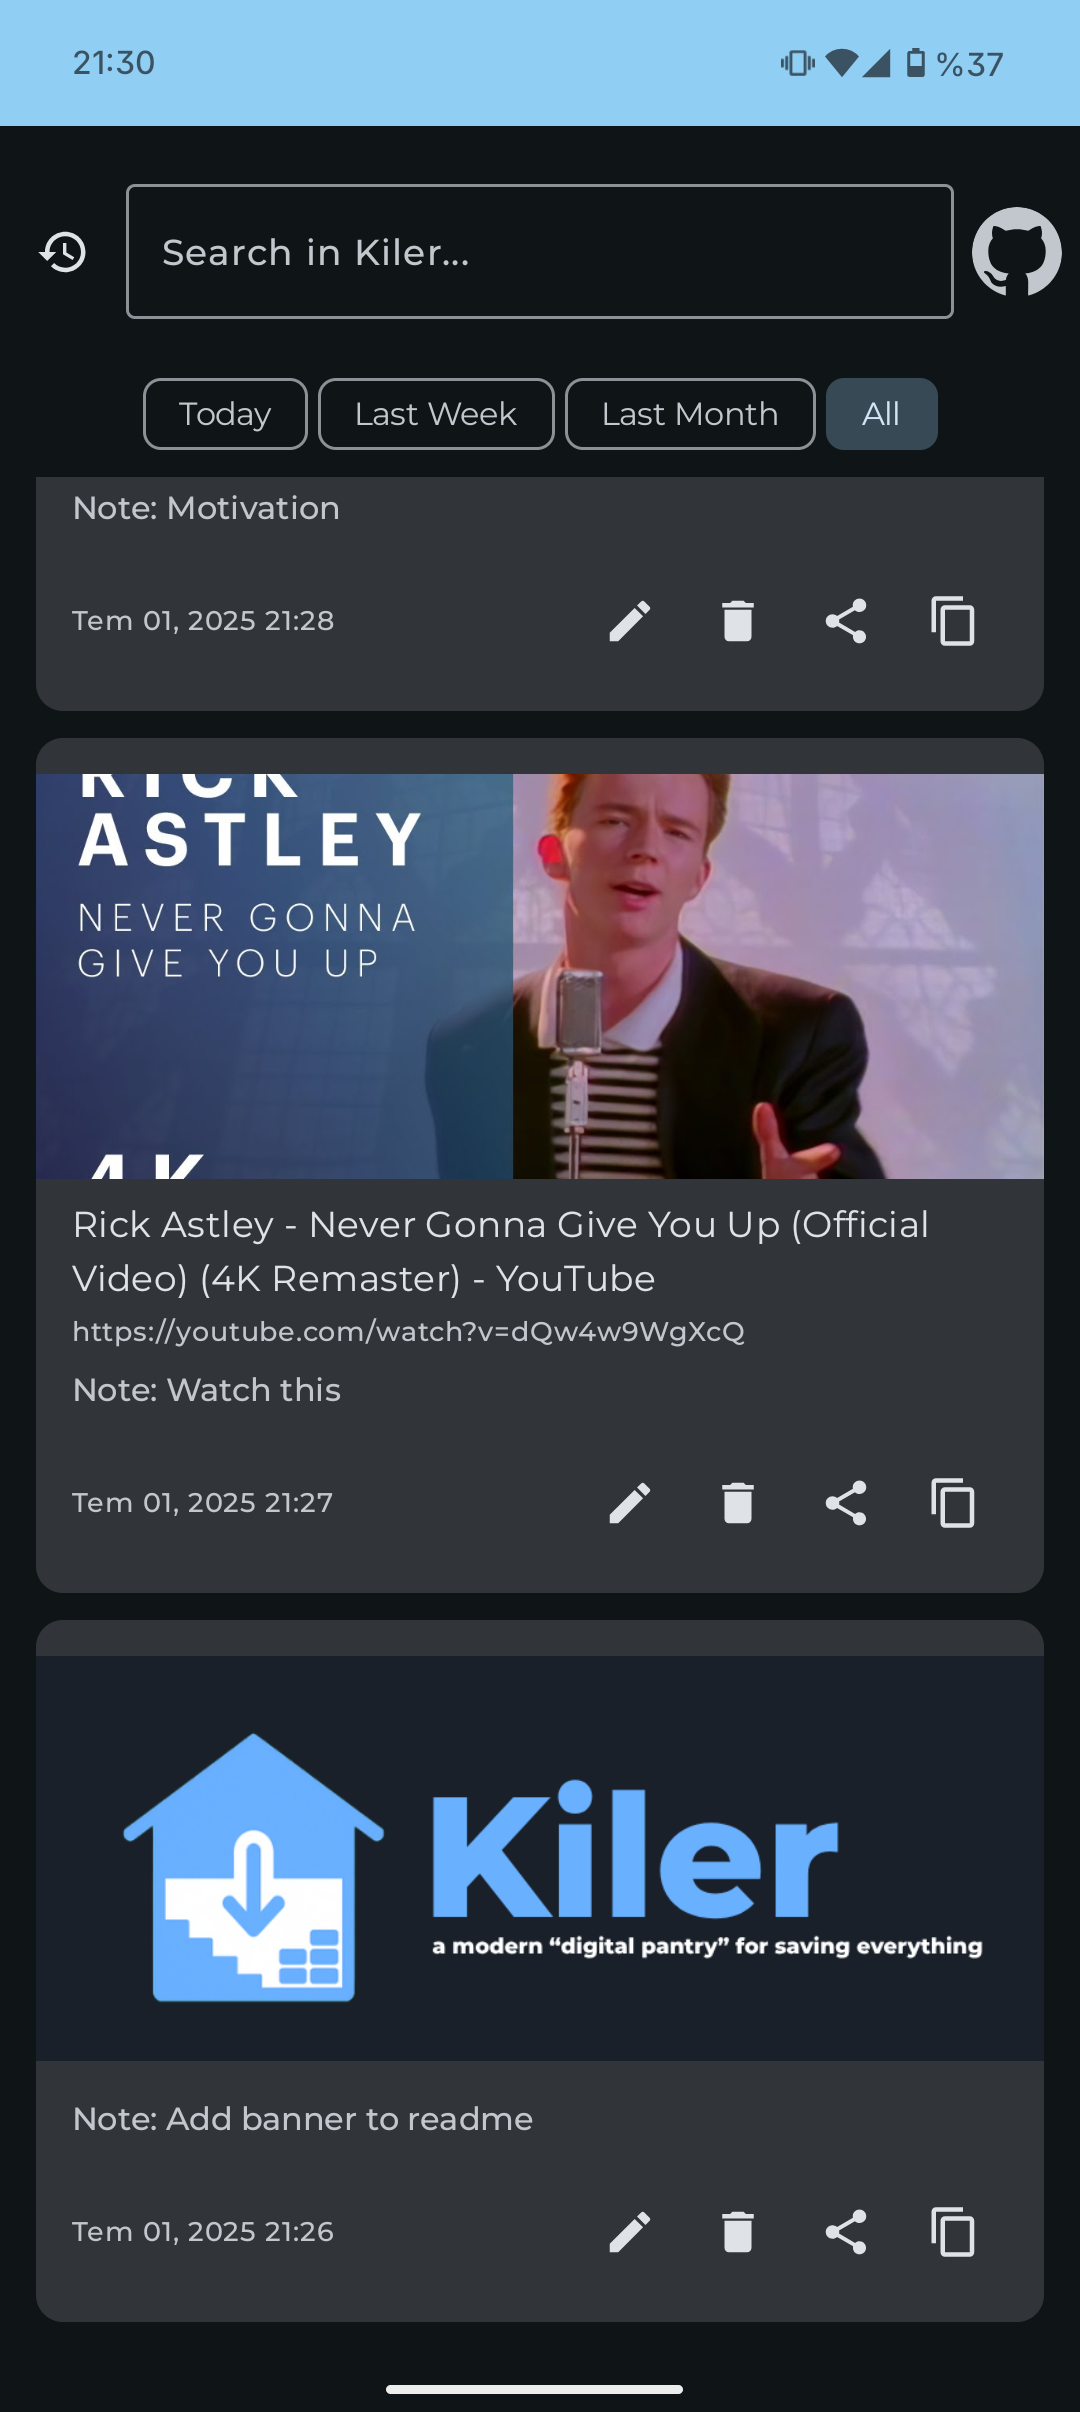 21:30
%37
Search in Kiler...
Today
Last Week
Last Month
All
Note: Motivation
Tem 01, 2025 21:28
RICK
ASTLEY
NEVER GONNA
GIVE YOU UP
4K
Rick Astley - Never Gonna Give You Up (Official
Video) (4K Remaster) - YouTube
https://youtube.com/watch?v=dQw4w9WgXcQ
Note: Watch this
Tem 01, 2025 21:27
Kiler
a modern “digital pantry” for saving everything
Note: Add banner to readme
Tem 01, 2025 21:26